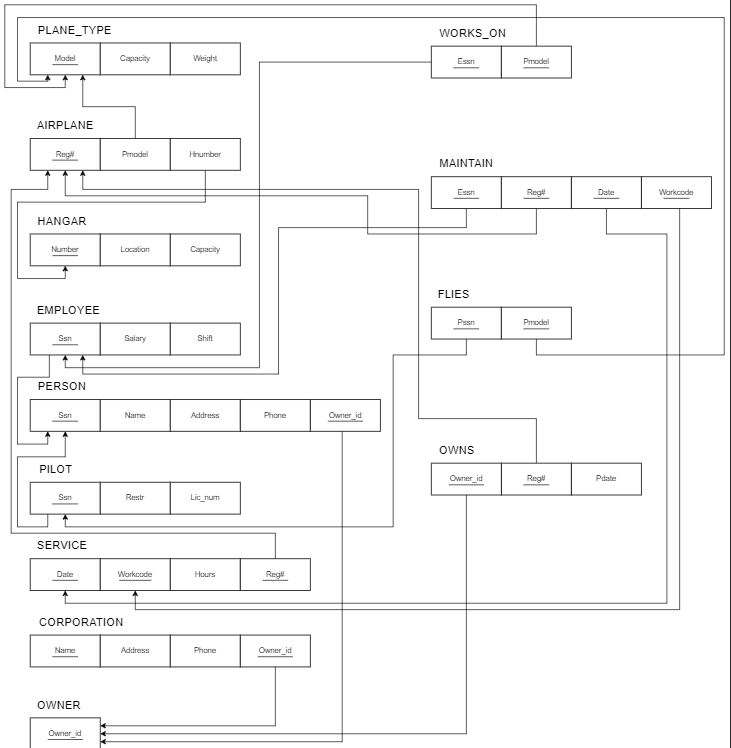 PLANE_TYPE
Model Capacity Weight
WORKS_ON
Essn Pmodel
AIRPLANE
Reg# Pmodel Hnumber
MAINTAIN
Essn Reg# Date Workcode
HANGAR
Number Location Capacity
FLIES
Pssn Pmodel
EMPLOYEE
Ssn Salary Shift
PERSON
Ssn Name Address Phone Owner_id
OWNS
Owner_id Reg# Pdate
PILOT
Ssn Restr Lic_num
SERVICE
Date Workcode Hours Reg#
CORPORATION
Name Address Phone Owner_id
OWNER
Owner_id